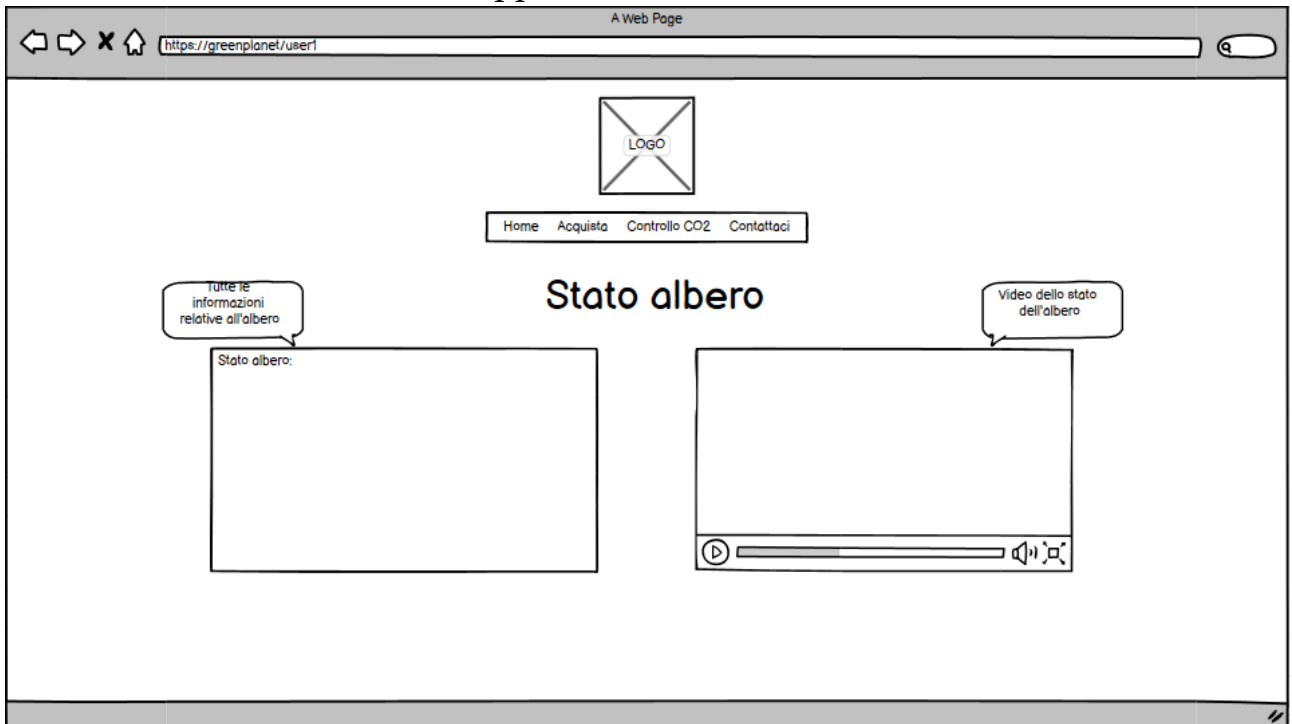 A Web Page
https://greenplanet/user1
LOGO
Home Acquista Controllo CO2 Contattaci
Stato albero
Tutte le
informazioni
relative all'albero
Video dello stato
dell'albero
Stato albero: